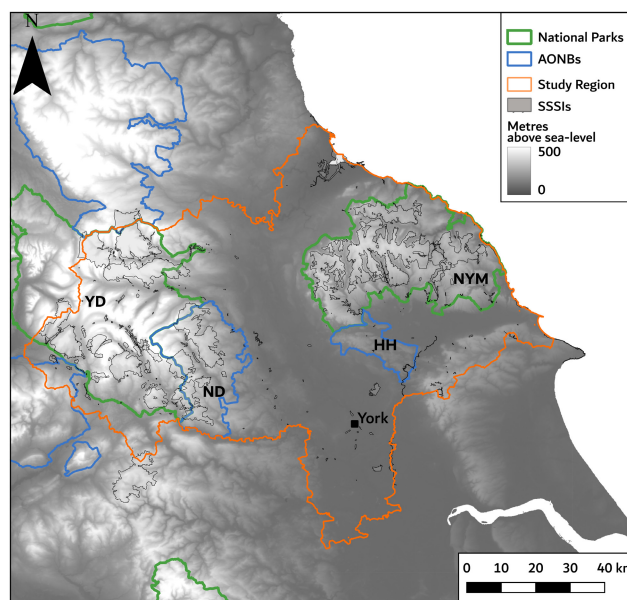 N
National Parks
AONBs
Study Region
SSSIs
Metres
above sea-level
500
0
YD
NYM
HH
ND
York
0 10 20 30 40 km